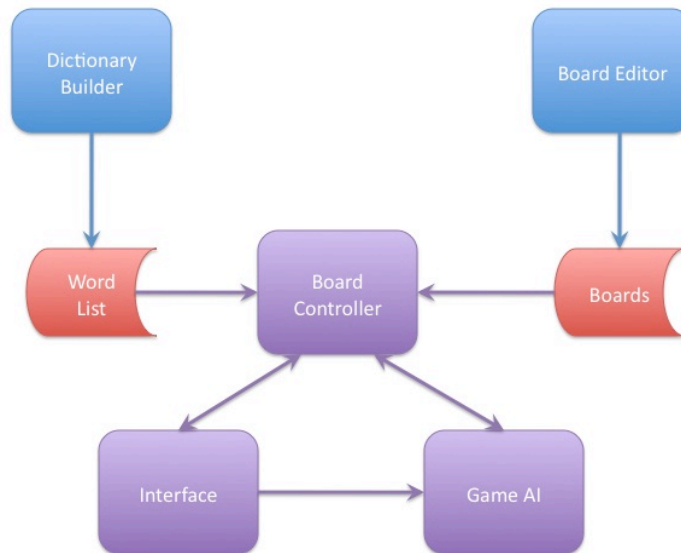 Dictionary
Builder
Board Editor
Word
List
Board
Controller
Boards
Interface
Game AI